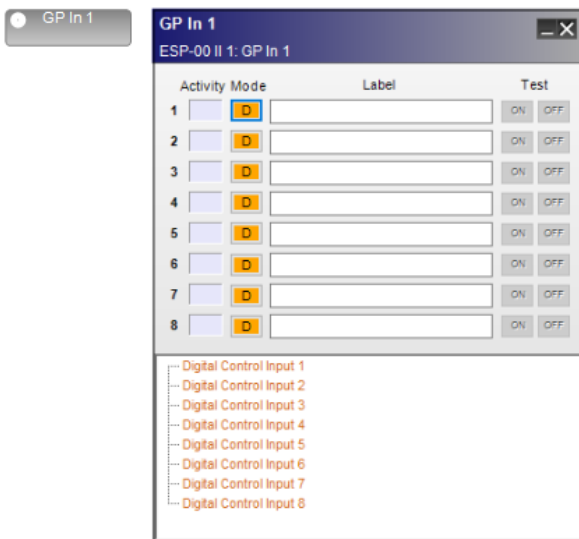 GP In 1
GP In 1
ESP-00 II 1: GP In 1
Activity Mode Label Test
1 D ON OFF
2 D ON OFF
3 D ON OFF
4 D ON OFF
5 D ON OFF
6 D ON OFF
7 D ON OFF
8 D ON OFF
Digital Control Input 1
Digital Control Input 2
Digital Control Input 3
Digital Control Input 4
Digital Control Input 5
Digital Control Input 6
Digital Control Input 7
Digital Control Input 8